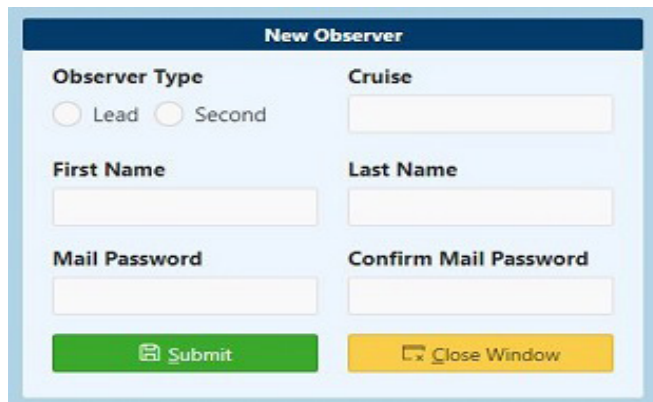 New Observer
Observer Type
Cruise
Lead
Second
First Name
Last Name
Mail Password
Confirm Mail Password
Submit
Close Window